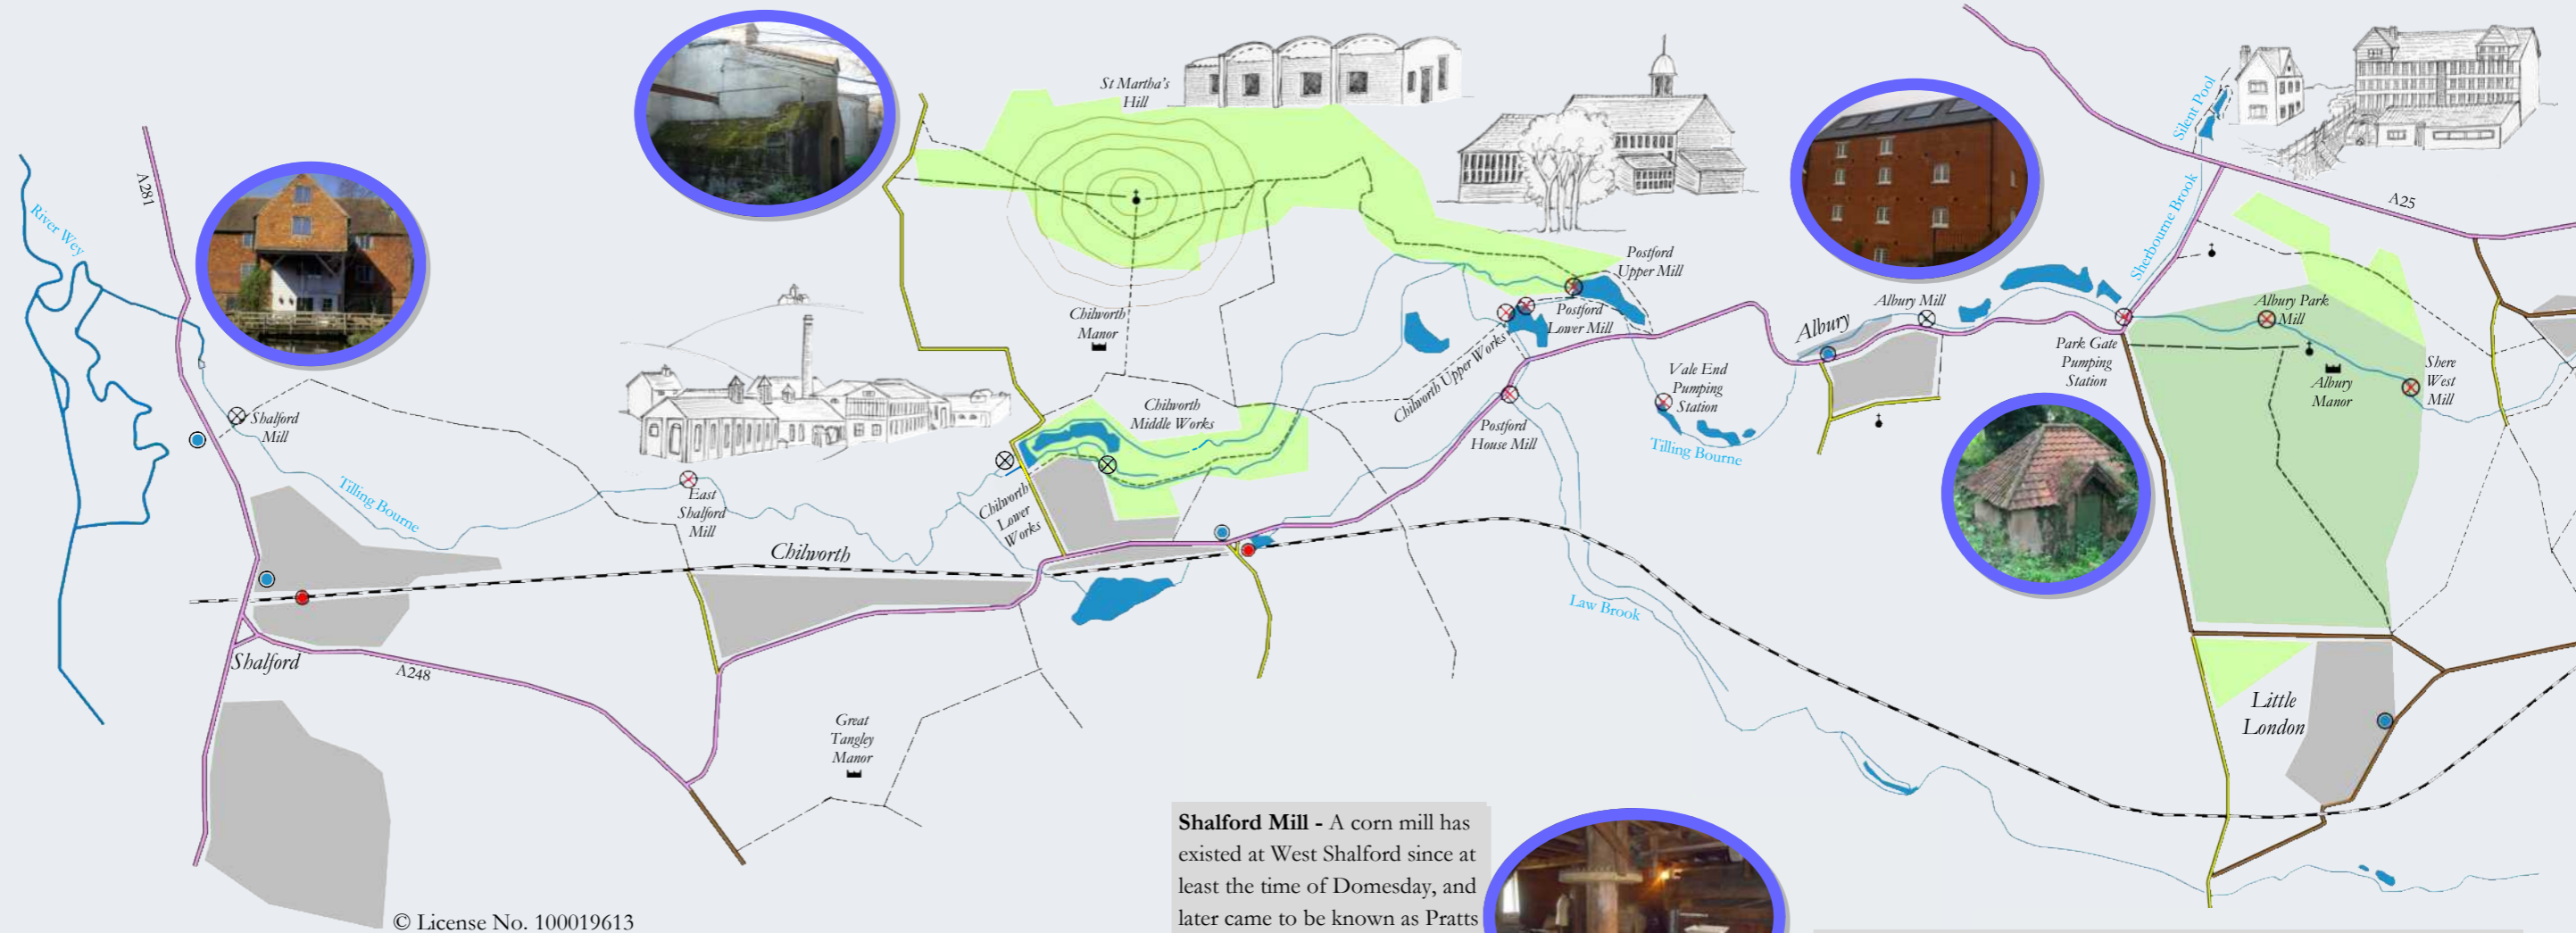 St Martha's
Hill
Silent Pool
A281
River Wey
A25
Sherbourne Brook
Postford
Upper Mill
Albury Mill
Albury Park
Mill
Chilworth
Manor
Postford
Lower Mill
Albury
Park Gate
Pumping
Station
Chilworth Upper Works
Vale End
Pumping
Station
Albury
Manor
Shere
West
Mill
Shalford
Mill
Chilworth
Middle Works
Postford
House Mill
Tilling Bourne
Tilling Bourne
East
Shalford
Mill
Chilworth
Lower
Works
Chilworth
Law Brook
Shalford
A248
Great
Tangley
Manor
Little
London
Shalford Mill - A corn mill has
existed at West Shalford since at
least the time of Domesday, and
later came to be known as Pratts
© License No. 100019613